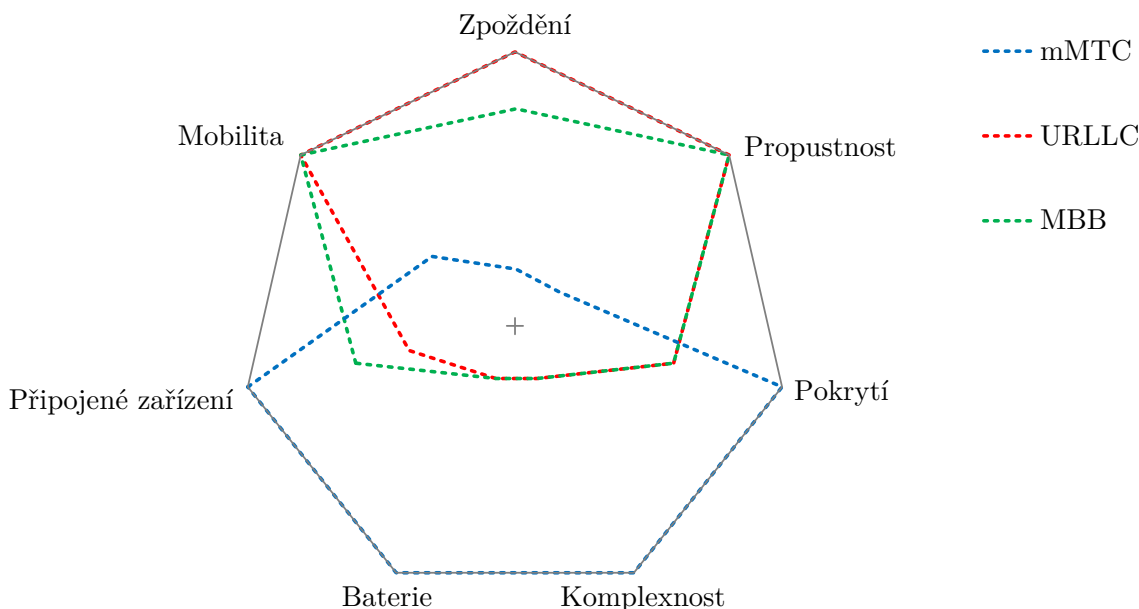 Zpoždění
mMTC
Mobilita
Propustnost
URLLC
MBB
Připojené zařízení
Pokrytí
Baterie
Komplexnost